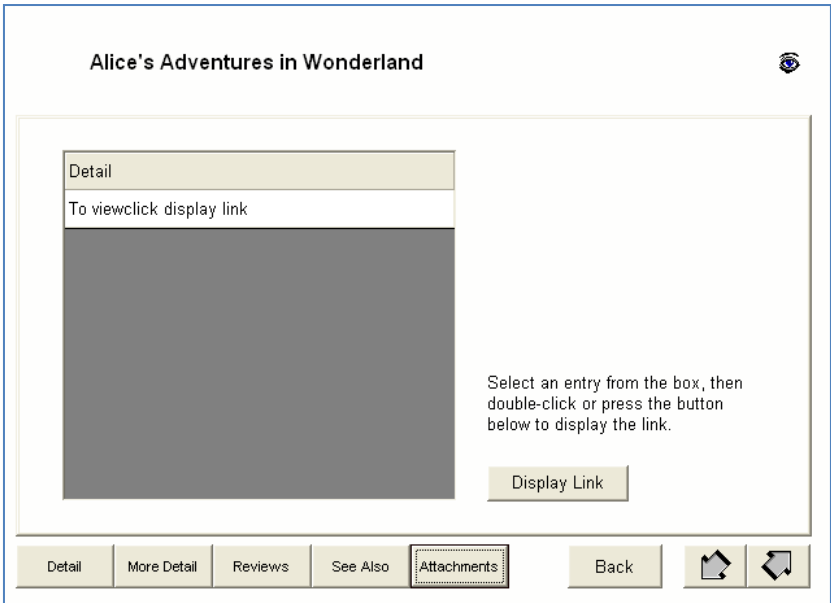 Alice's Adventures in Wonderland
Detail
To viewclick display link
Select an entry from the box, then
double-click or press the button
below to display the link.
Display Link
Detail
More Detail
Reviews
See Also
Attachments
Back